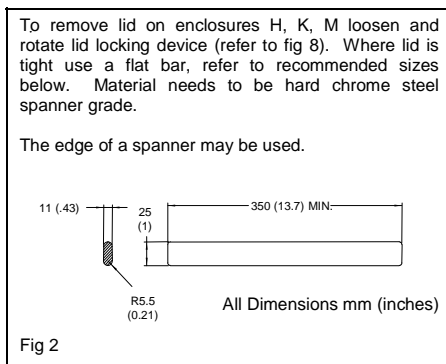 To remove lid on enclosures H, K, M loosen and
rotate lid locking device (refer to fig 8). Where lid is
tight use a flat bar, refer to recommended sizes
below. Material needs to be hard chrome steel
spanner grade.
The edge of a spanner may be used.
11 (.43)
25
(1)
350 (13.7) MIN.
R5.5
(0.21)
All Dimensions mm (inches)
Fig 2